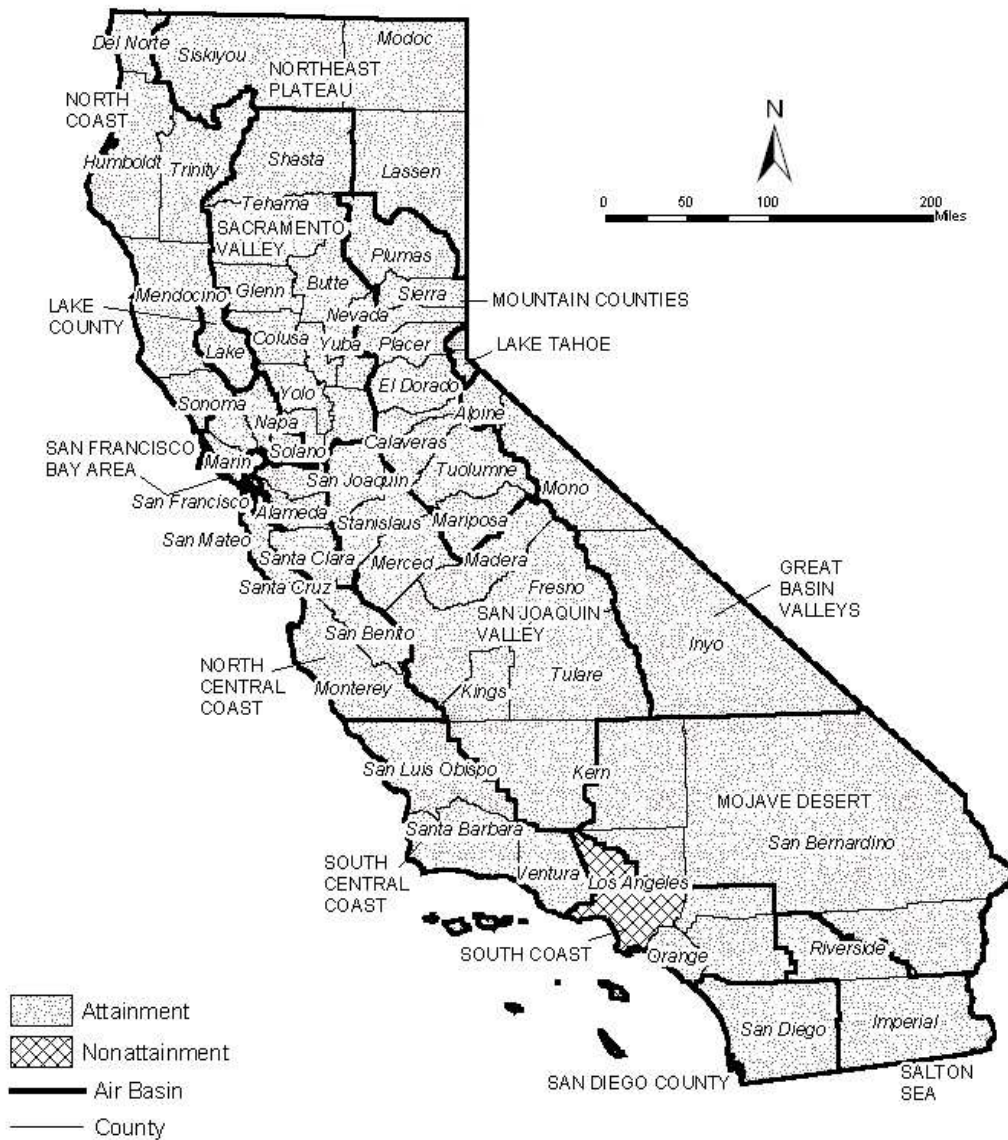 Del Norte
Siskiyou
Modoc
NORTHEAST
PLATEAU
NORTH
COAST
N
Humboldt
Trinity
Shasta
Lassen
0 50 100 200
Miles
Tehama
SACRAMENTO
VALLEY
Plumas
Mendocino
Glenn
Butte
Sierra
MOUNTAIN COUNTIES
LAKE
COUNTY
Nevada
Colusa
Yuba
Placer
LAKE TAHOE
Lake
Yolo
El Dorado
Sonoma
Napa
Alpine
SAN FRANCISCO
BAY AREA
Marin
Solano
Calaveras
San Joaquin
Tuolumne
Mono
San Francisco
Alameda
Stanislaus
Mariposa
San Mateo
Santa Clara
Merced
Madera
GREAT
BASIN
VALLEYS
Santa Cruz
Fresno
San Benito
SAN JOAQUIN
VALLEY
Inyo
NORTH
CENTRAL
COAST
Monterey
Kings
Tulare
San Luis Obispo
Kern
MOJAVE DESERT
San Bernardino
Santa Barbara
SOUTH
CENTRAL
COAST
Ventura
Los Angeles
SOUTH COAST
Orange
Riverside
San Diego
Imperial
SAN DIEGO COUNTY
SALTON
SEA
Attainment
Nonattainment
Air Basin
County